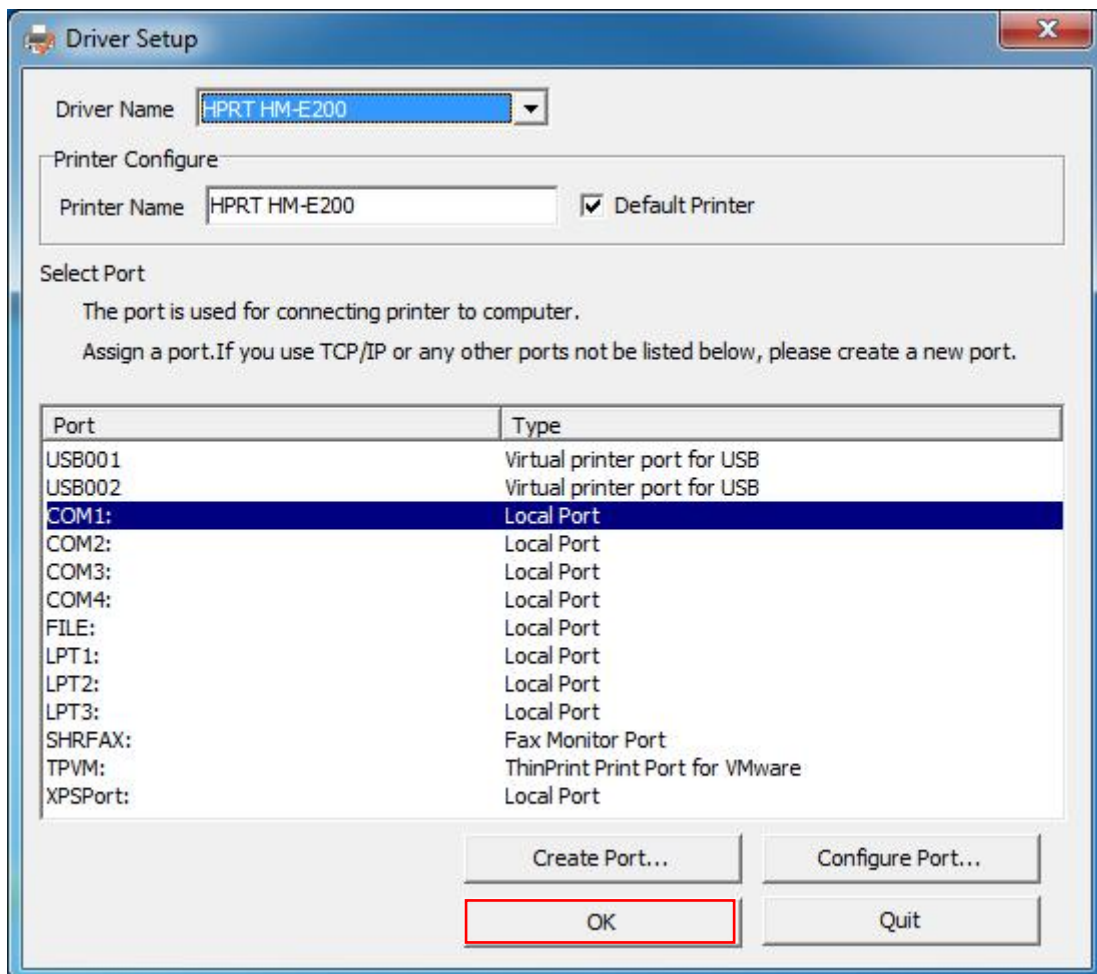 Driver Setup
Driver Name HPRT HM-E200
Printer Configure
Printer Name HPRT HM-E200 Default Printer
Select Port
The port is used for connecting printer to computer.
Assign a port.If you use TCP/IP or any other ports not be listed below, please create a new port.
Port Type
USB001 Virtual printer port for USB
USB002 Virtual printer port for USB
COM1: Local Port
COM2: Local Port
COM3: Local Port
COM4: Local Port
FILE: Local Port
LPT1: Local Port
LPT2: Local Port
LPT3: Local Port
SHRFAX: Fax Monitor Port
TPVM: ThinPrint Print Port for VMware
XPSPort: Local Port
Create Port... Configure Port...
OK Quit